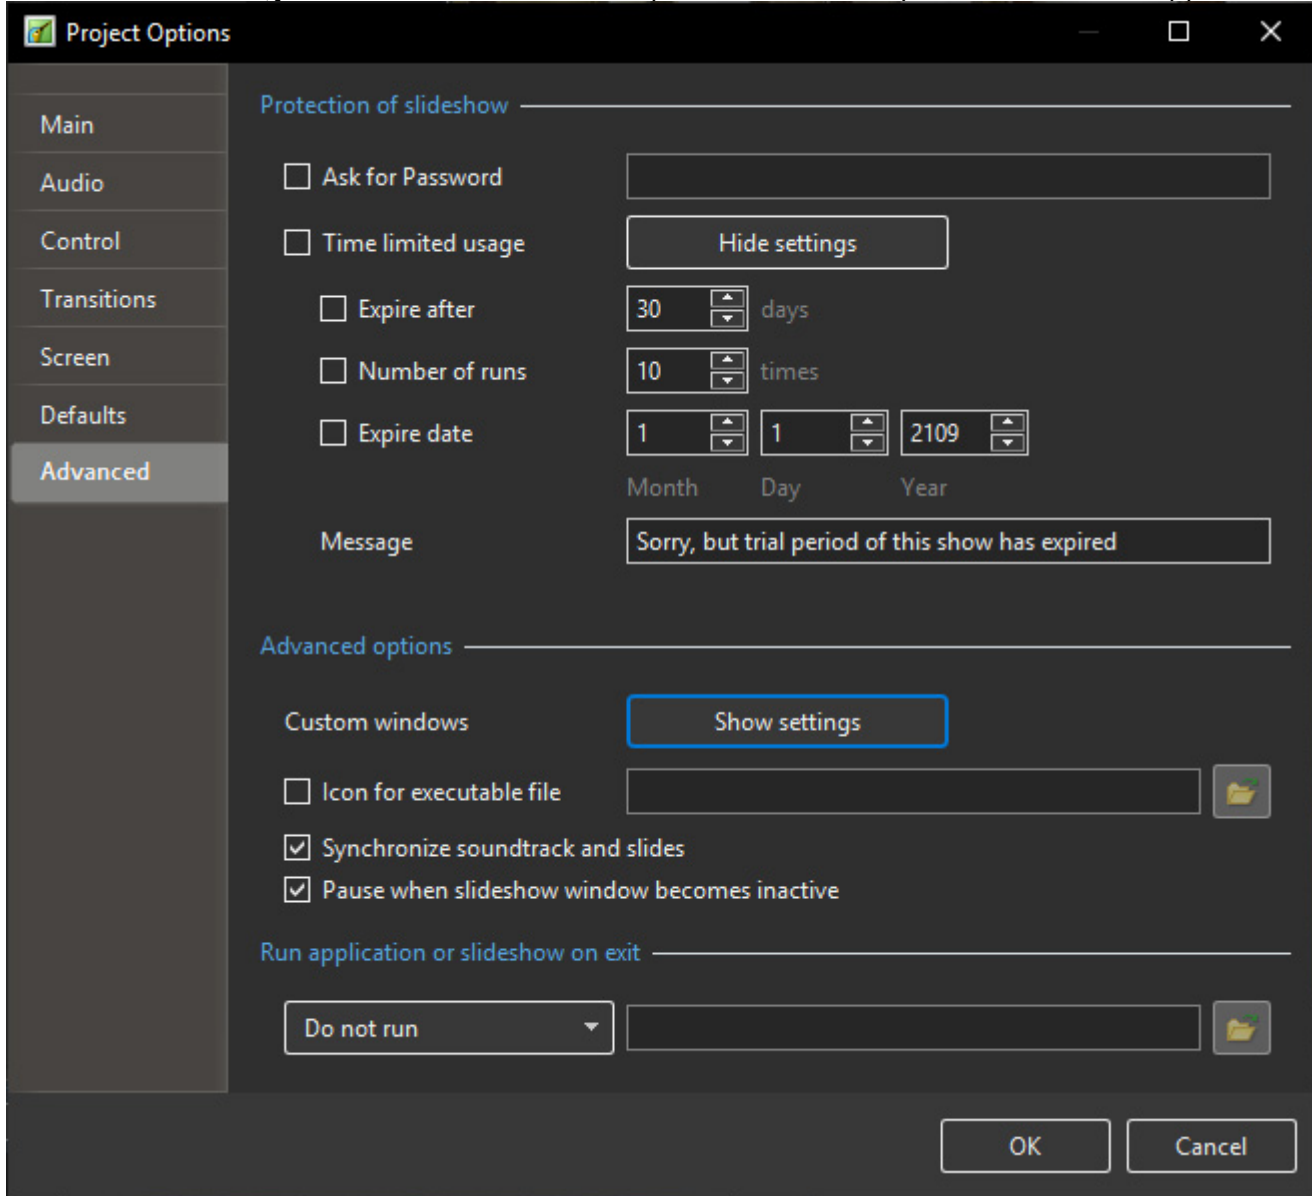 Project Options
Main
Audio
Control
Transitions
Screen
Defaults
Advanced
Protection of slideshow
Ask for Password
Time limited usage Hide settings
Expire after 30 days
Number of runs 10 times
Expire date 1 1 2109
Month Day Year
Message Sorry, but trial period of this show has expired
Advanced options
Custom windows Show settings
Icon for executable file
Synchronize soundtrack and slides
Pause when slideshow window becomes inactive
Run application or slideshow on exit
Do not run
OK Cancel